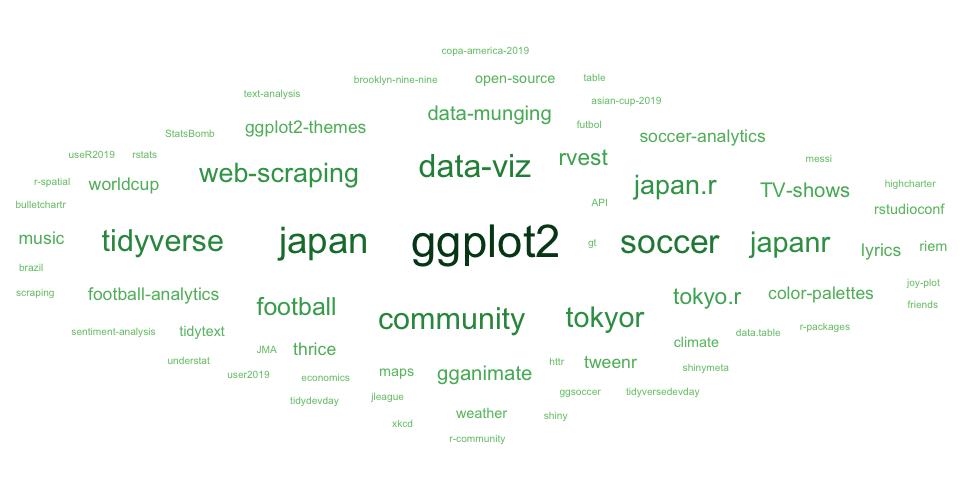 copa-america-2019
brooklyn-nine-nine open-source table
text-analysis asian-cup-2019
data-munging
ggplot2-themes futbol
StatsBomb soccer-analytics
useR2019 rstats data-viz rvest messi
r-spatial worldcup web-scraping japan.r TV-shows highcharter
bulletchartr API rstudioconf
music tidyverse japan ggplot2 gt soccer japanr lyrics riem
brazil
scraping football-analytics football tokyo.r color-palettes joy-plot
friends
sentiment-analysis tidytext community tokyor data.table r-packages
JMA thrice climate
understat httr tweenr shinymeta
user2019 economics maps gganimate
tidydevday jleague ggsoccer tidyversedevday
xkcd weather shiny
r-community